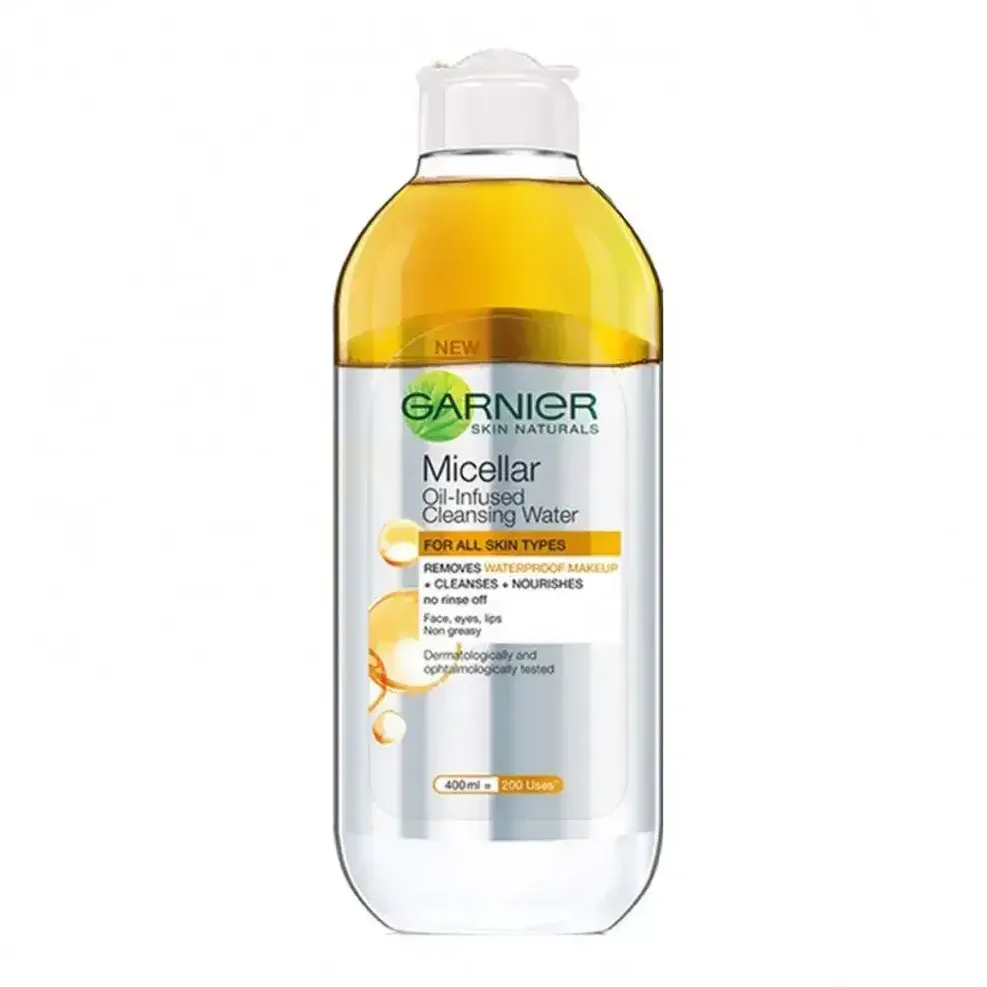 NEW
GARNIER
SKIN NATURALS
Micellar
Oil-Infused
Cleansing Water
FOR ALL SKIN TYPES
REMOVES WATERPROOF MAKEUP
+ CLEANSES + NOURISHES
no rinse off
Face, eyes, lips
Non greasy
Dermatologically and
ophtalmologically tested
400ml = 200 Uses**